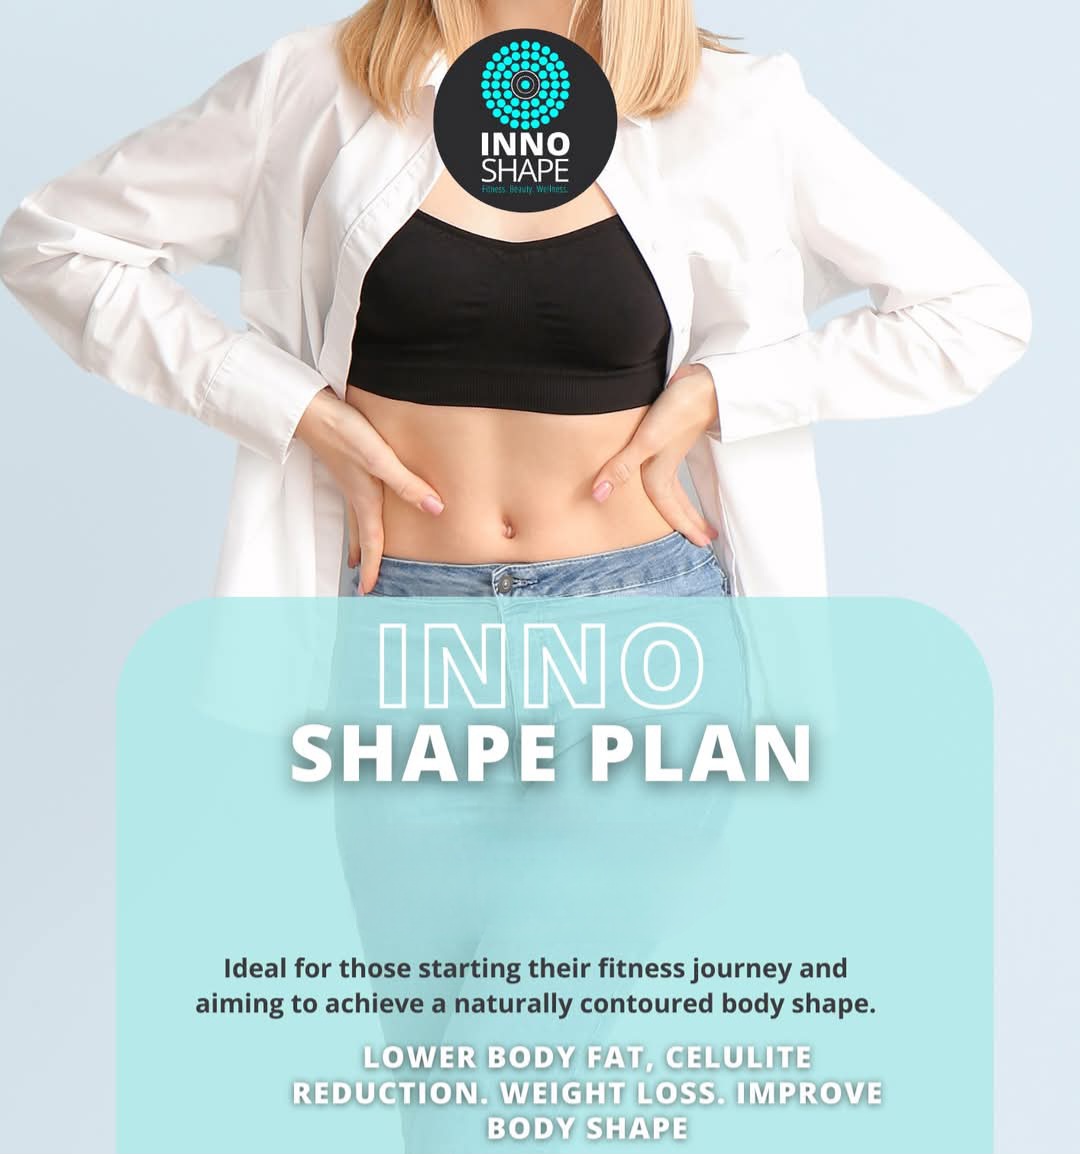 INNO
SHAPE
Fitness. Beauty. Wellness.
INNO
SHAPE PLAN
Ideal for those starting their fitness journey and
aiming to achieve a naturally contoured body shape.
LOWER BODY FAT, CELULITE
REDUCTION. WEIGHT LOSS. IMPROVE
BODY SHAPE